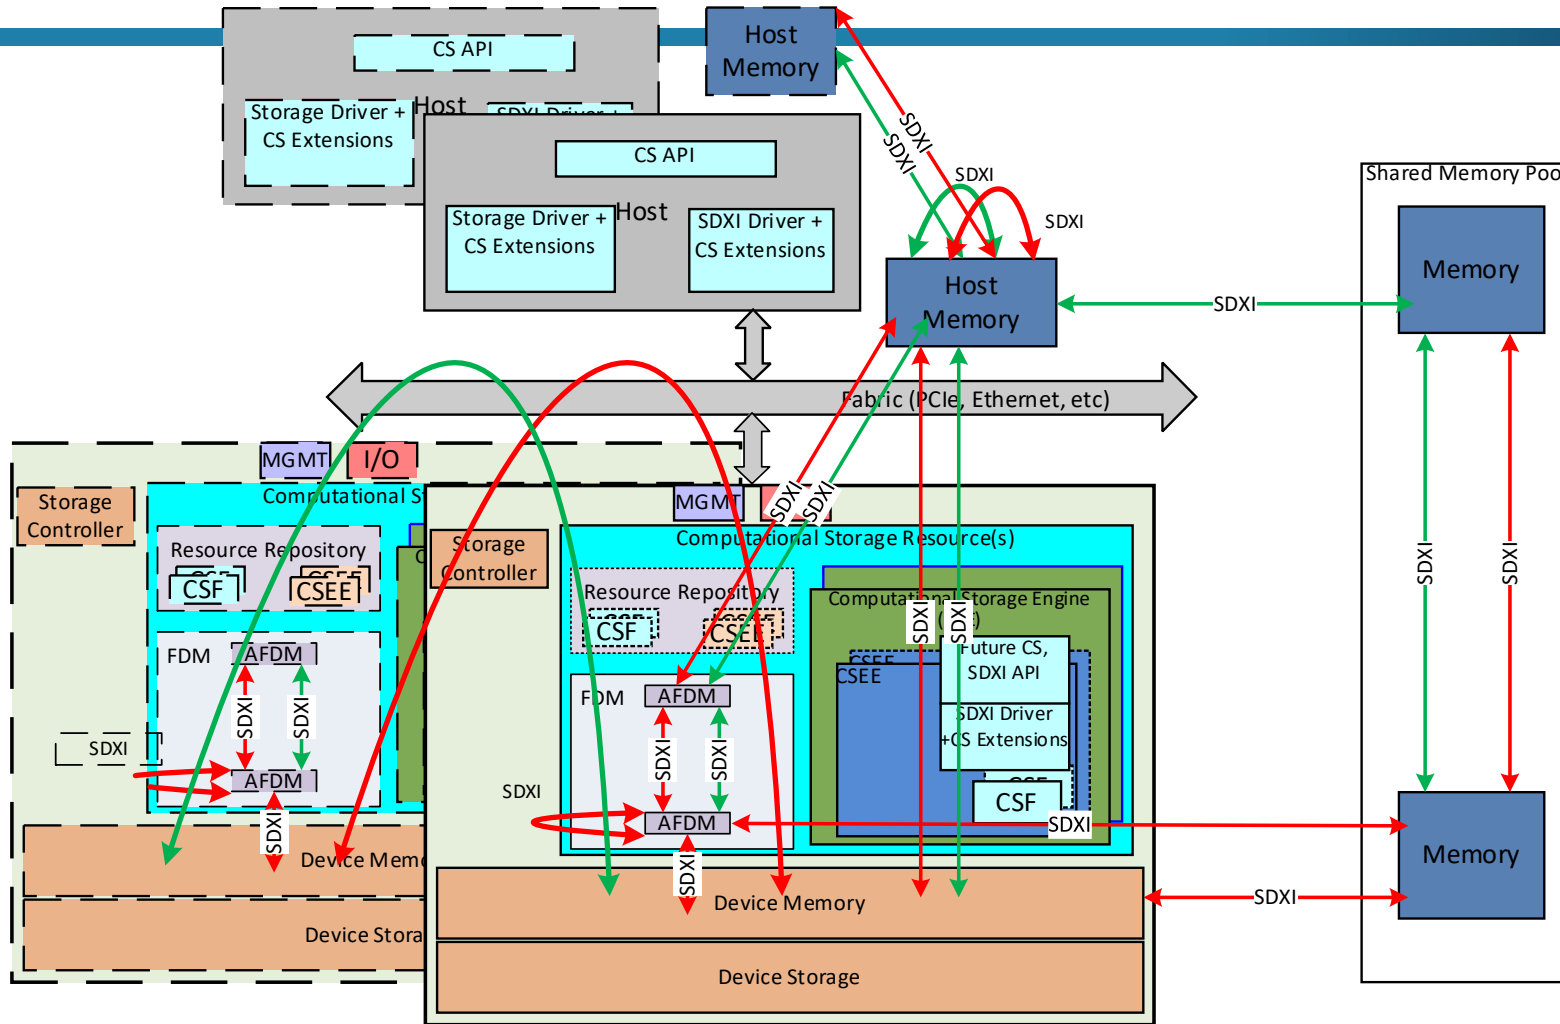 CS API
Host
Memory
Storage Driver +
CS Extensions
Host
SDXI Driver +
CS API
Storage Driver +
CS Extensions
Host
SDXI Driver +
CS Extensions
SDXI
SDXI
SDXI
SDXI
Host
Memory
SDXI
Shared Memory Poo
Memory
SDXI
SDXI
Memory
Fabric (PCIe, Ethernet, etc)
MGMT
I/O
Storage
Controller
Computational St
Resource Repository
CSF
CSEE
FDM
AFDM
SDXI
SDXI
SDXI
AFDM
SDXI
Device Memo
Device Stora
MGMT
SDXI
SDXI
Storage
Controller
Computational Storage Resource(s)
Resource Repository
CSF
CSEE
FDM
AFDM
SDXI
SDXI
SDXI
AFDM
SDXI
Computational Storage Engine
SDXI
SDXI
CSEE
CSEE
Future CS,
SDXI API
SDXI Driver
+CS Extensions
CSF
SDXI
SDXI
Device Memory
Device Storage